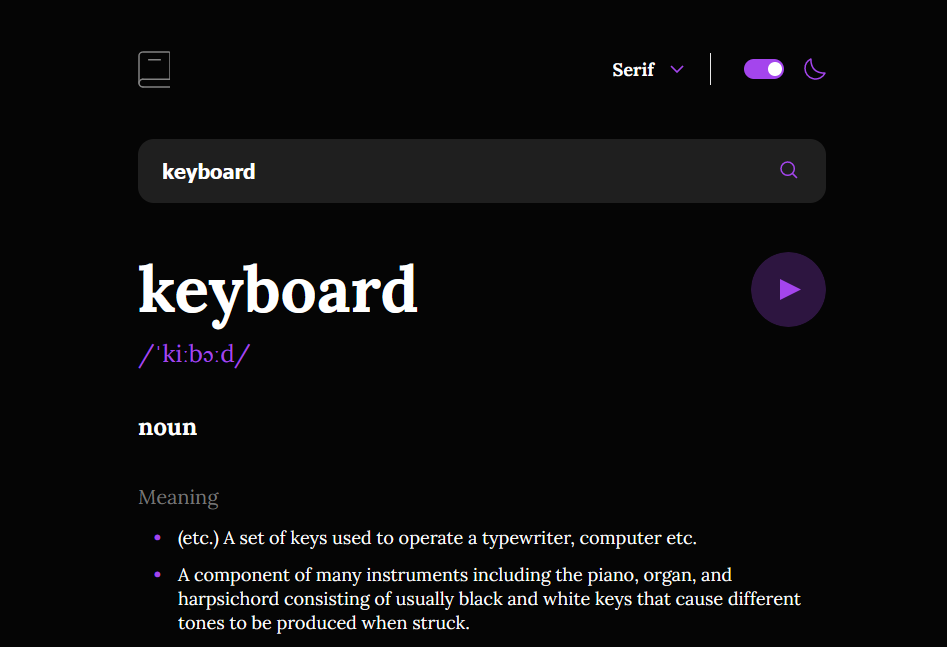 Serif
keyboard
keyboard
/ˈkiːbɔːd/
noun
Meaning
(etc.) A set of keys used to operate a typewriter, computer etc.
A component of many instruments including the piano, organ, and
harpsichord consisting of usually black and white keys that cause different
tones to be produced when struck.